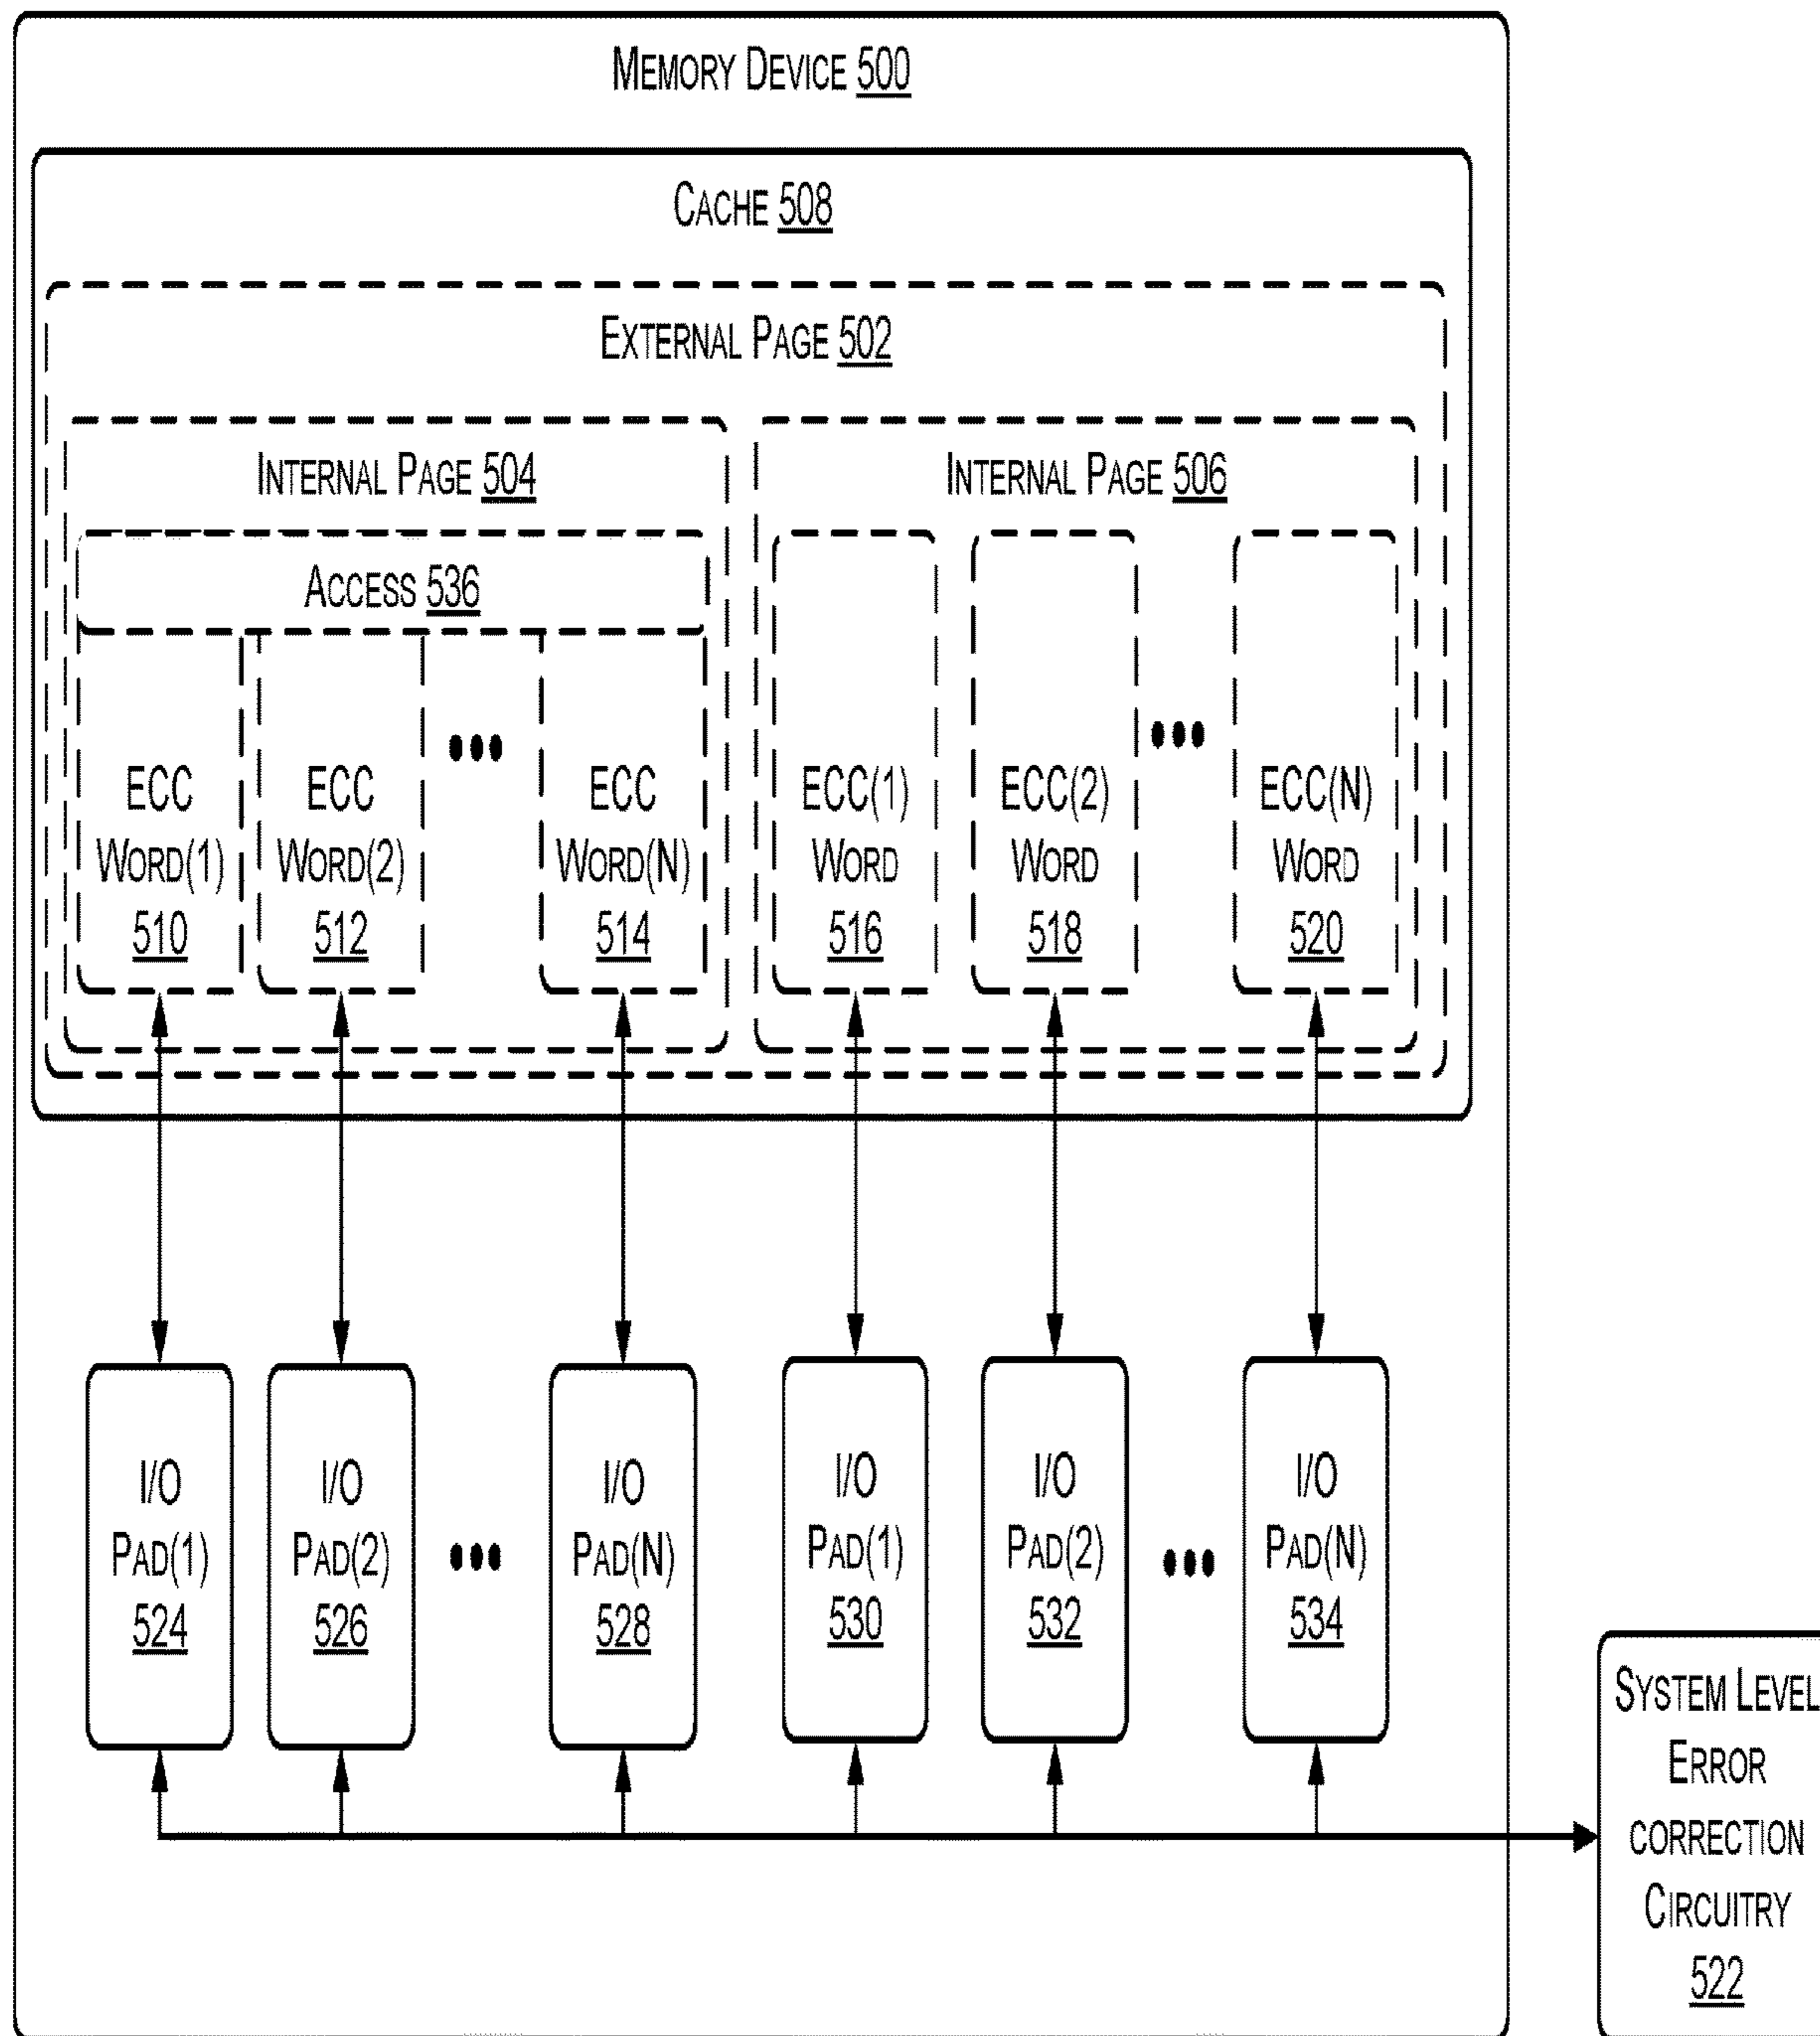 MEMORY DEVICE 500
CACHE 508
EXTERNAL PAGE 502
INTERNAL PAGE 504
ACCESS 536
ECC
WORD(1)
510
ECC
WORD(2)
512
•••
ECC
WORD(N)
514
INTERNAL PAGE 506
ECC(1)
WORD
516
ECC(2)
WORD
518
•••
ECC(N)
WORD
520
I/O
PAD(1)
524
I/O
PAD(2)
526
•••
I/O
PAD(N)
528
I/O
PAD(1)
530
I/O
PAD(2)
532
•••
I/O
PAD(N)
534
SYSTEM LEVEL
ERROR
CORRECTION
CIRCUITRY
522